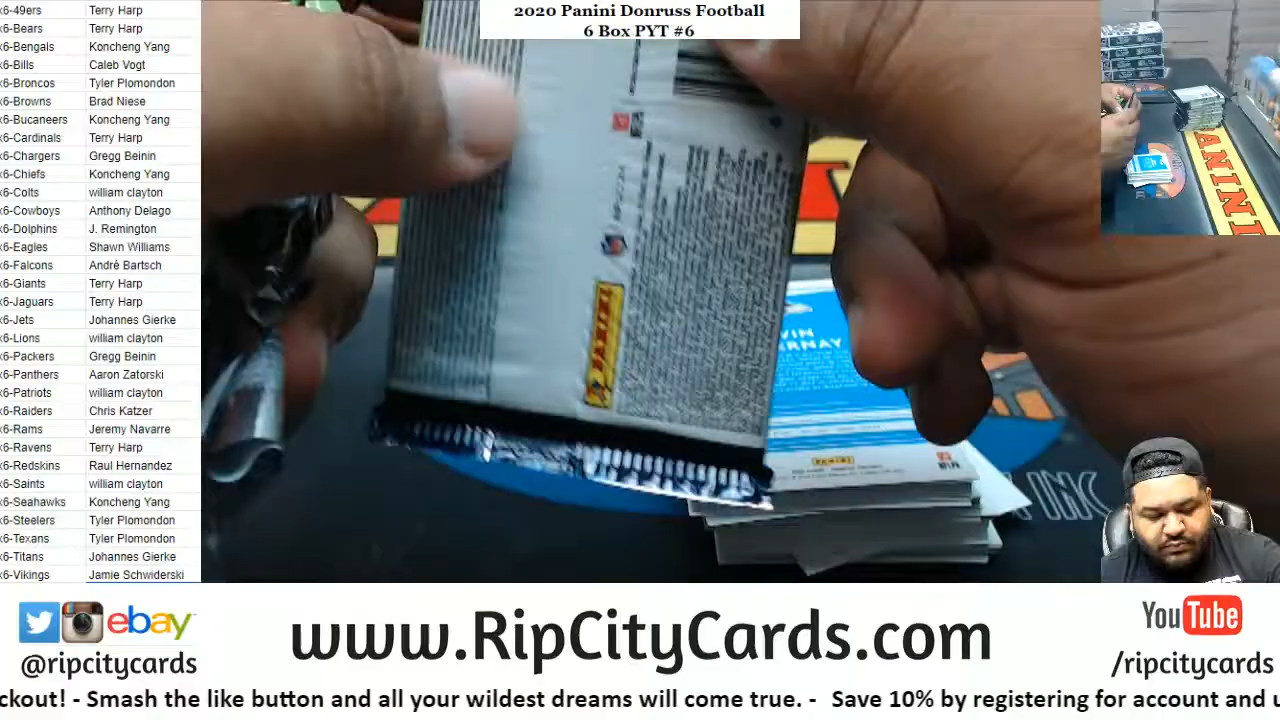 2020 Panini Donruss Football
6 Box PYT #6
x6-49ers Terry Harp
x6-Bears Terry Harp
x6-Bengals Koncheng Yang
x6-Bills Caleb Vogt
x6-Broncos Tyler Plomondon
x6-Browns Brad Niese
x6-Bucaneers Koncheng Yang
x6-Cardinals Terry Harp
x6-Chargers Gregg Beinin
x6-Chiefs Koncheng Yang
x6-Colts william clayton
x6-Cowboys Anthony Delago
x6-Dolphins J. Remington
x6-Eagles Shawn Williams
x6-Falcons André Bartsch
x6-Giants Terry Harp
x6-Jaguars Terry Harp
x6-Jets Johannes Gierke
x6-Lions william clayton
x6-Packers Gregg Beinin
x6-Panthers Aaron Zatorski
x6-Patriots william clayton
x6-Raiders Chris Katzer
x6-Rams Jeremy Navarre
x6-Ravens Terry Harp
x6-Redskins Raul Hernandez
x6-Saints william clayton
x6-Seahawks Koncheng Yang
x6-Steelers Tyler Plomondon
x6-Texans Tyler Plomondon
x6-Titans Johannes Gierke
x6-Vikings Jamie Schwiderski
PANINI
VIN
RNAY
PANINI
INC
ANINI
ebay
@ripcitycards
www.RipCityCards.com
YouTube
/ripcitycards
ckout! - Smash the like button and all your wildest dreams will come true. - Save 10% by registering for account and u